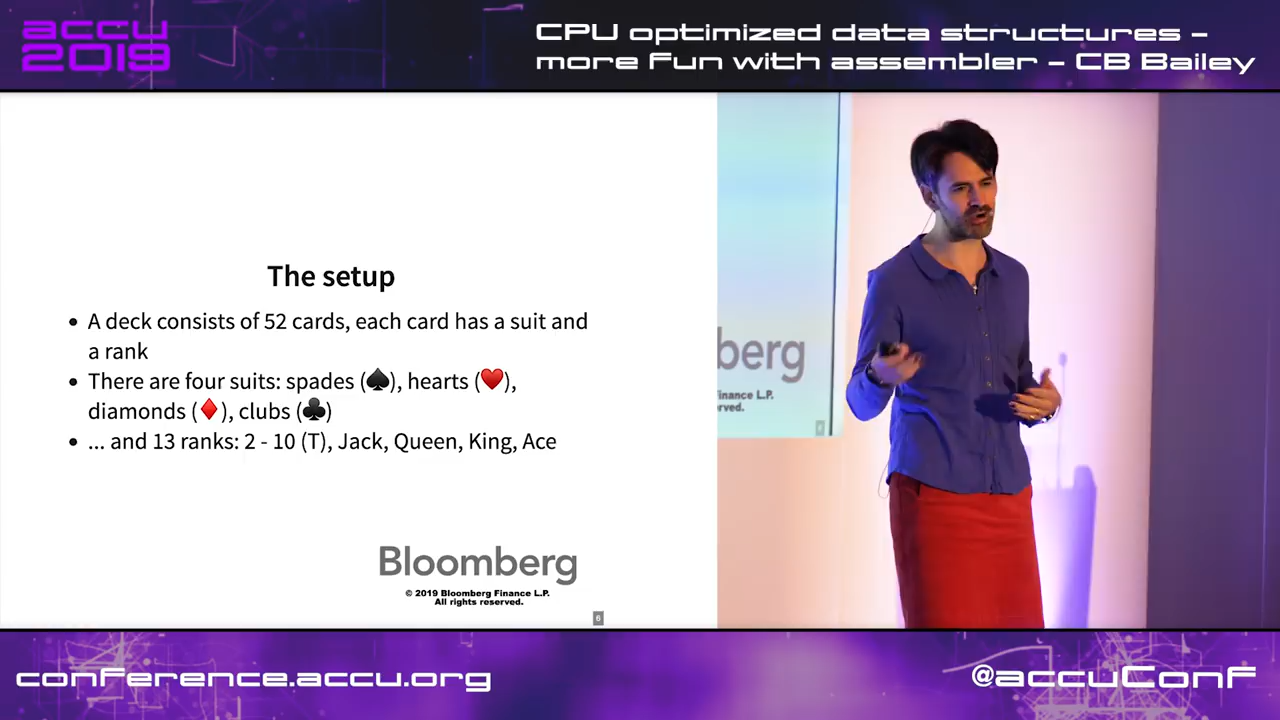 accu
2019
CPU optimized data structures –
more fun with assembler – CB Bailey
The setup
• A deck consists of 52 cards, each card has a suit and
a rank
• There are four suits: spades (♠), hearts (♥),
diamonds (♦), clubs (♣)
• ... and 13 ranks: 2 - 10 (T), Jack, Queen, King, Ace
Bloomberg
© 2019 Bloomberg Finance L.P.
All rights reserved.
6
berg
inance L.P.
rved.
conference.accu.org
@accuConf